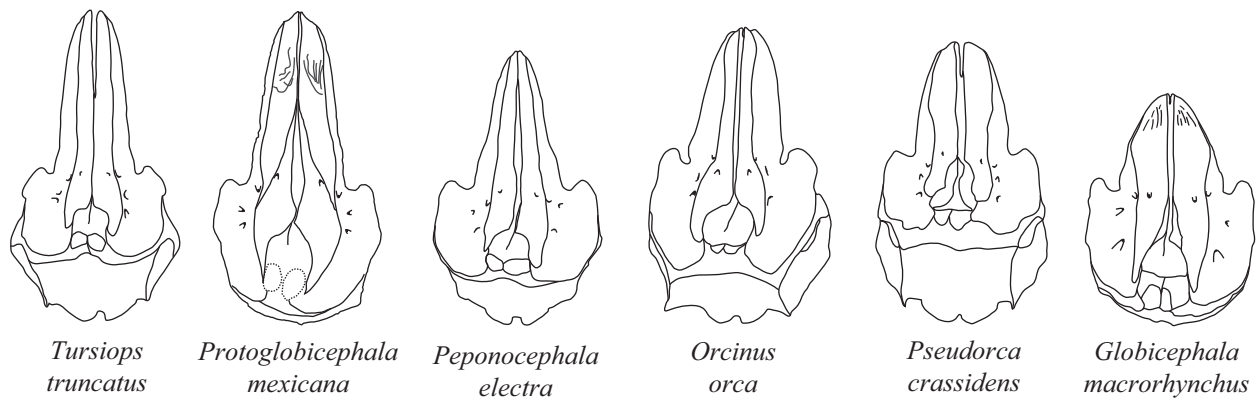 Tursiops
truncatus
Protoglobicephala
mexicana
Peponocephala
electra
Orcinus
orca
Pseudorca
crassidens
Globicephala
macrorhynchus